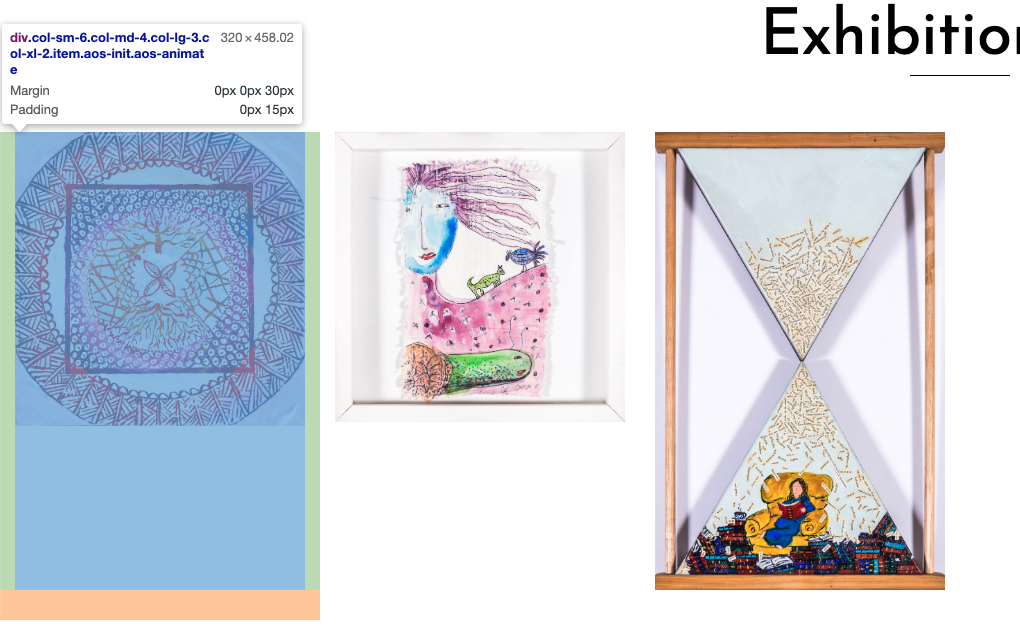 Exhibitio
div.col-sm-6.col-md-4.col-lg-3.c 320 × 458.02
ol-xl-2.item.aos-init.aos-animat
e
Margin 0px 0px 30px
Padding 0px 15px